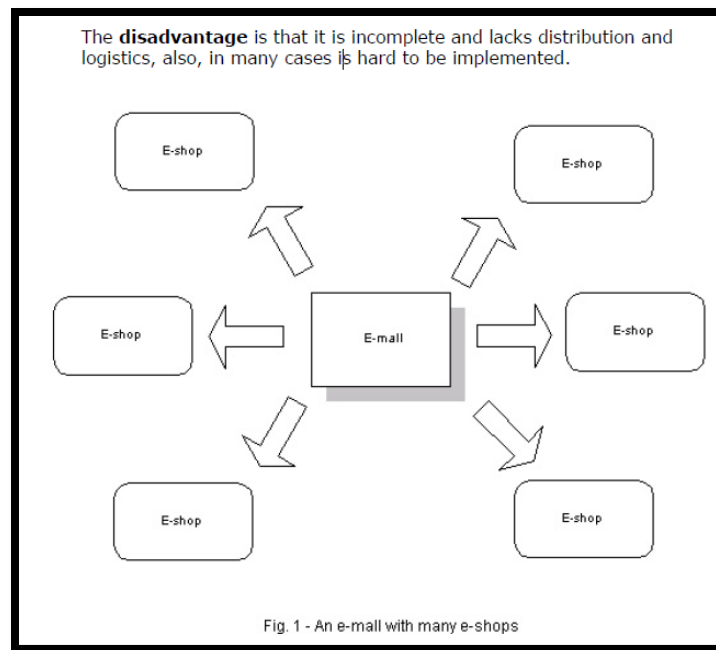 The disadvantage is that it is incomplete and lacks distribution and
logistics, also, in many cases is hard to be implemented.
E-shop
E-shop
E-shop
E-mall
E-shop
E-shop
E-shop
Fig. 1 - An e-mall with many e-shops